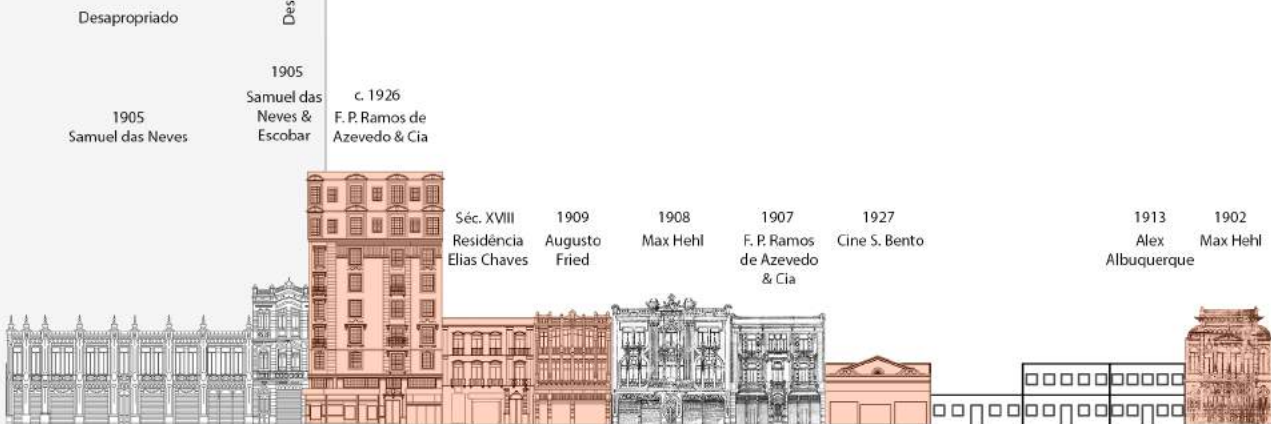 Desapropriado
1905
Samuel das Neves
1905
Samuel das
Neves &
Escobar
c. 1926
F. P. Ramos de
Azevedo & Cia
Séc. XVIII
Residência
Elias Chaves
1909
Augusto
Fried
1908
Max Hehl
1907
F. P. Ramos
de Azevedo
& Cia
1927
Cine S. Bento
1913
Alex
Albuquerque
1902
Max Hehl